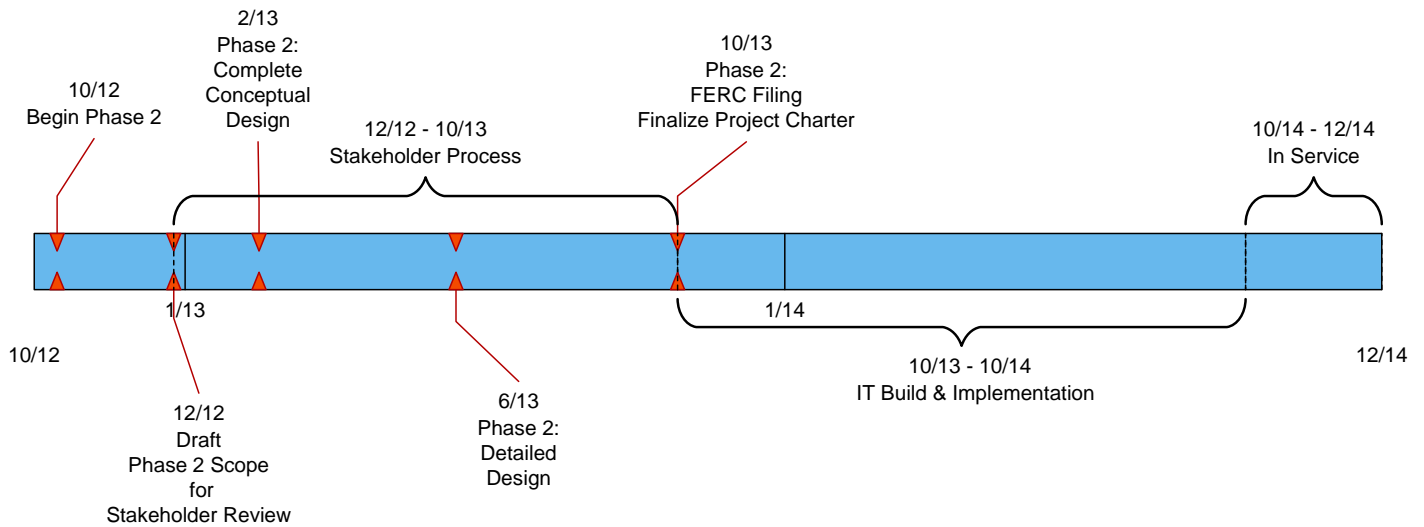 2/13
Phase 2:
Complete
Conceptual
Design
10/13
Phase 2:
FERC Filing
Finalize Project Charter
10/12
Begin Phase 2
12/12 - 10/13
Stakeholder Process
10/14 - 12/14
In Service
1/13
1/14
10/12
12/14
10/13 - 10/14
IT Build & Implementation
12/12
Draft
Phase 2 Scope
for
Stakeholder Review
6/13
Phase 2:
Detailed
Design